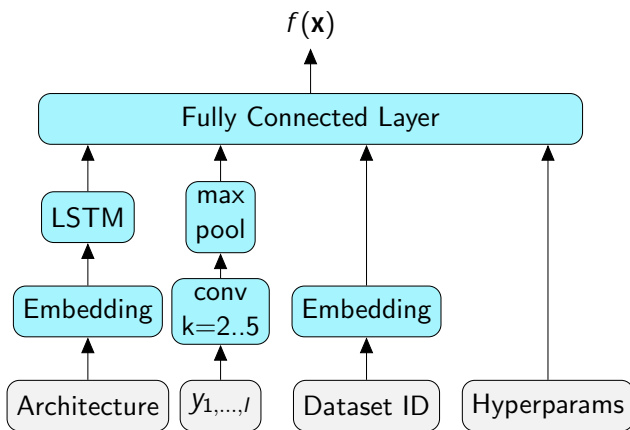 f(x)
Fully Connected Layer
LSTM
max
pool
Embedding
conv
k=2..5
Embedding
Architecture
y1,...,l
Dataset ID
Hyperparams